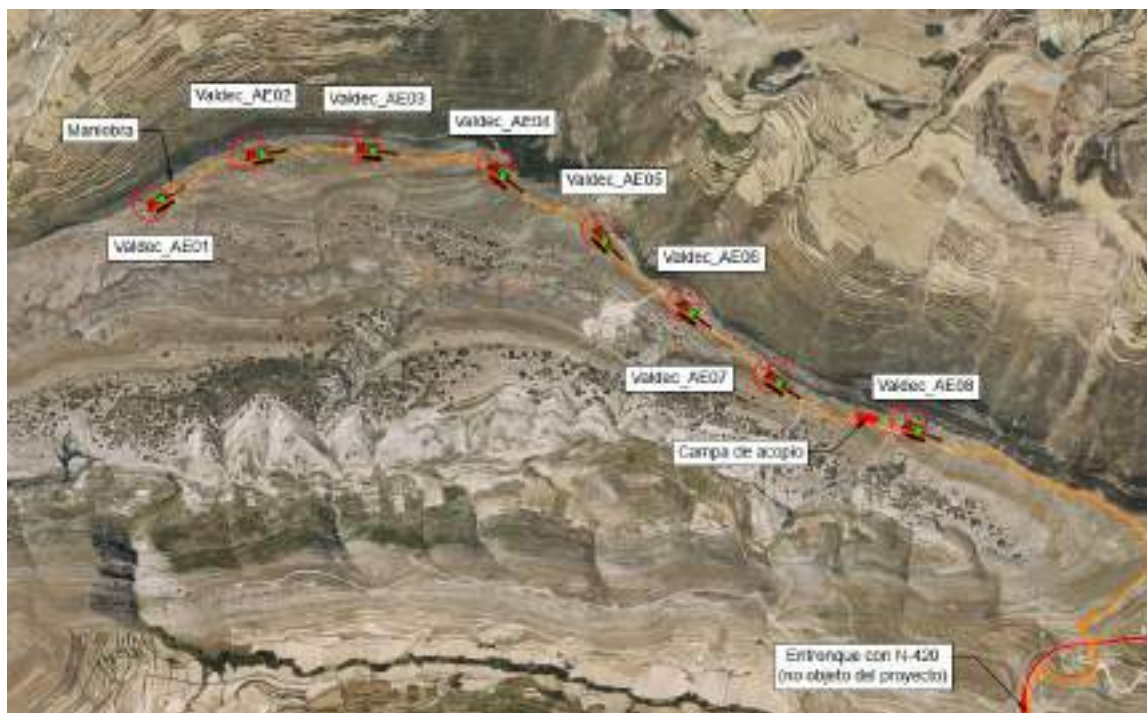 Valdec_AE02
Valdec_AE03
Valdec_AE04
Maniobra
Valdec_AE05
Valdec_AE01
Valdec_AE06
Valdec_AE07
Valdec_AE08
Campa de acopio
Entronque con N-420
(no objeto del proyecto)